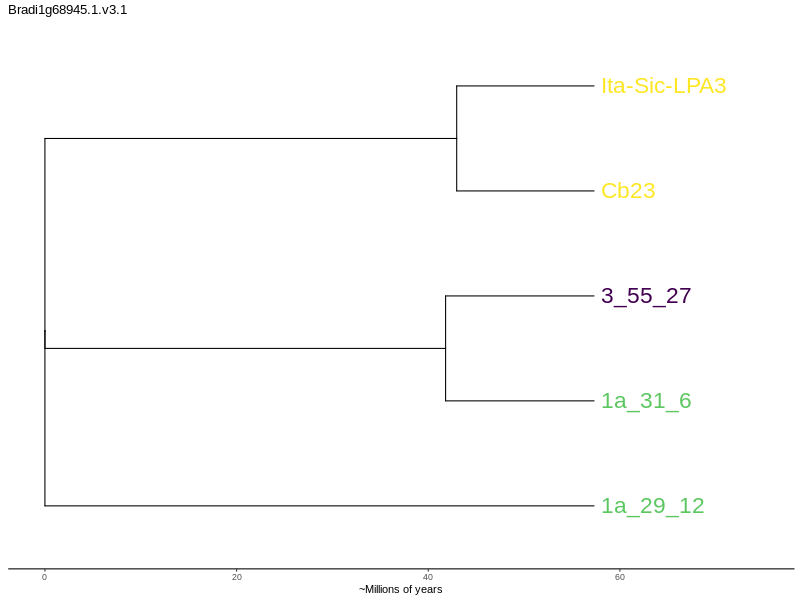 Bradi1g68945.1.v3.1
Ita-Sic-LPA3
Cb23
3_55_27
1a_31_6
1a_29_12
0 20 40 60
~Millions of years